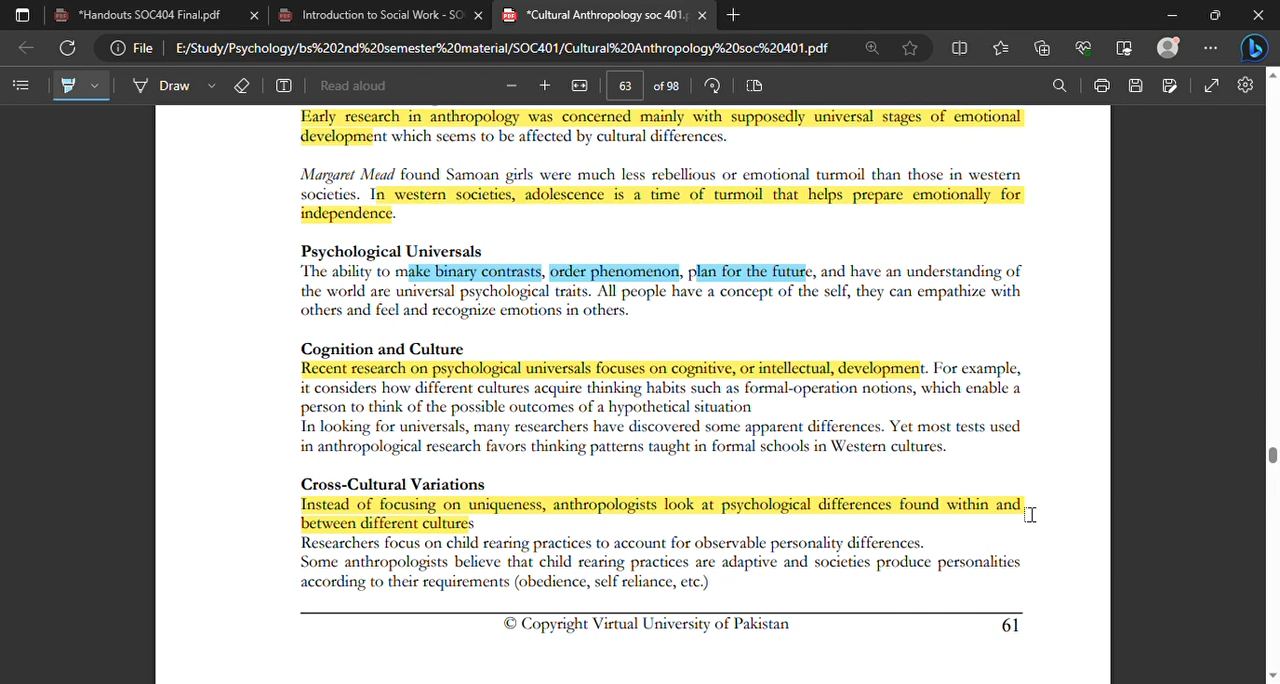 *Handouts SOC404 Final.pdf
Introduction to Social Work - SO
*Cultural Anthropology soc 401.
File
E:/Study/Psychology/bs%202nd%20semester%20material/SOC401/Cultural%20Anthropology%20soc%20401.pdf
Draw
Read aloud
63 of 98
Early research in anthropology was concerned mainly with supposedly universal stages of emotional
development which seems to be affected by cultural differences.
Margaret Mead found Samoan girls were much less rebellious or emotional turmoil than those in western
societies. In western societies, adolescence is a time of turmoil that helps prepare emotionally for
independence.
Psychological Universals
The ability to make binary contrasts, order phenomenon, plan for the future, and have an understanding of
the world are universal psychological traits. All people have a concept of the self, they can empathize with
others and feel and recognize emotions in others.
Cognition and Culture
Recent research on psychological universals focuses on cognitive, or intellectual, development. For example,
it considers how different cultures acquire thinking habits such as formal-operation notions, which enable a
person to think of the possible outcomes of a hypothetical situation
In looking for universals, many researchers have discovered some apparent differences. Yet most tests used
in anthropological research favors thinking patterns taught in formal schools in Western cultures.
Cross-Cultural Variations
Instead of focusing on uniqueness, anthropologists look at psychological differences found within and
between different cultures
Researchers focus on child rearing practices to account for observable personality differences.
Some anthropologists believe that child rearing practices are adaptive and societies produce personalities
according to their requirements (obedience, self reliance, etc.)
© Copyright Virtual University of Pakistan
61